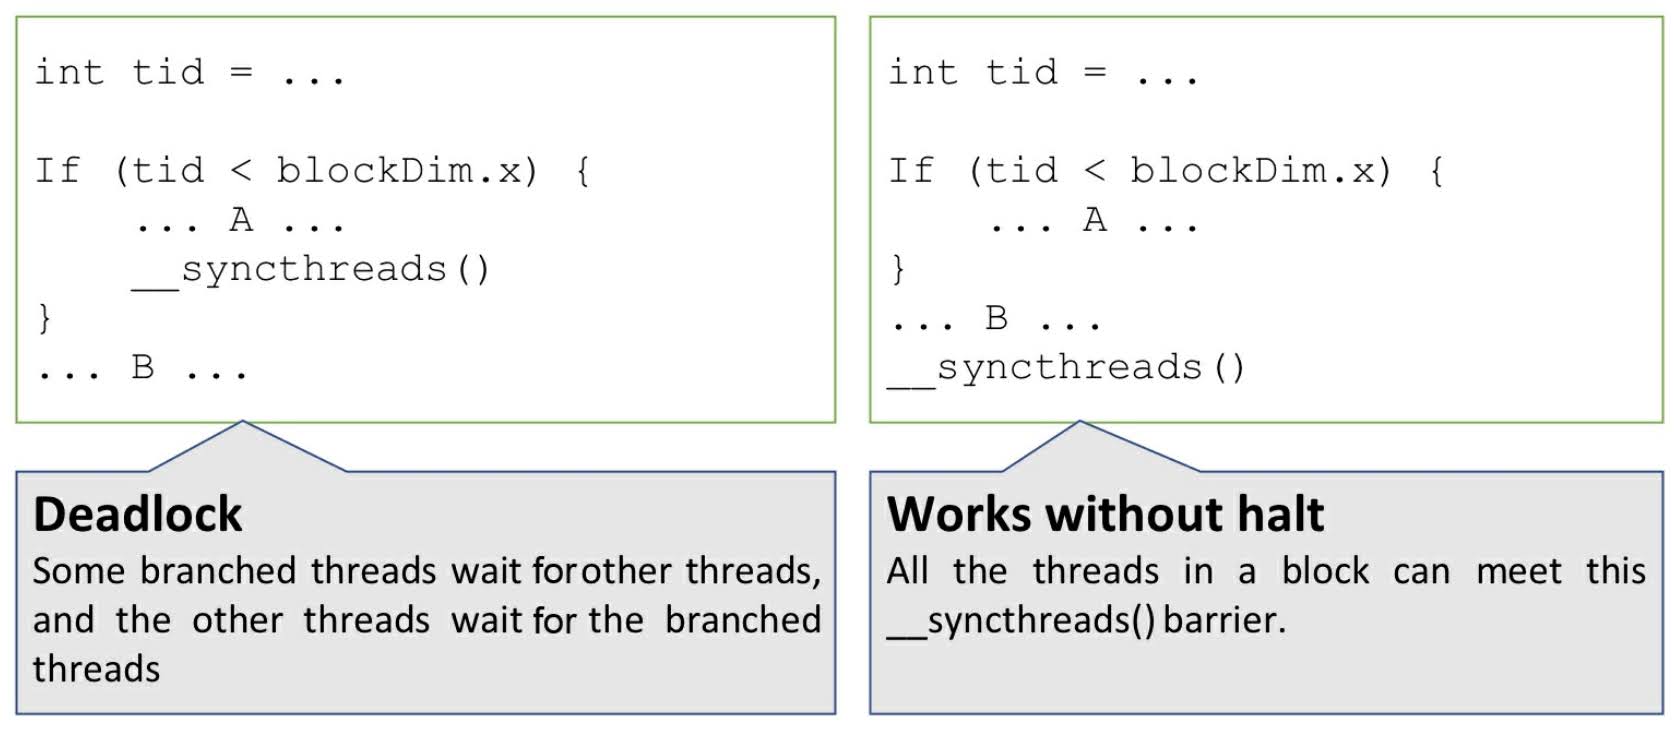 int tid = ...
If (tid < blockDim.x) {
... A ...
__syncthreads()
}
... B ...
Deadlock
Some branched threads wait for other threads,
and the other threads wait for the branched
threads
int tid = ...
If (tid < blockDim.x) {
... A ...
}
... B ...
__syncthreads()
Works without halt
All the threads in a block can meet this
__syncthreads() barrier.